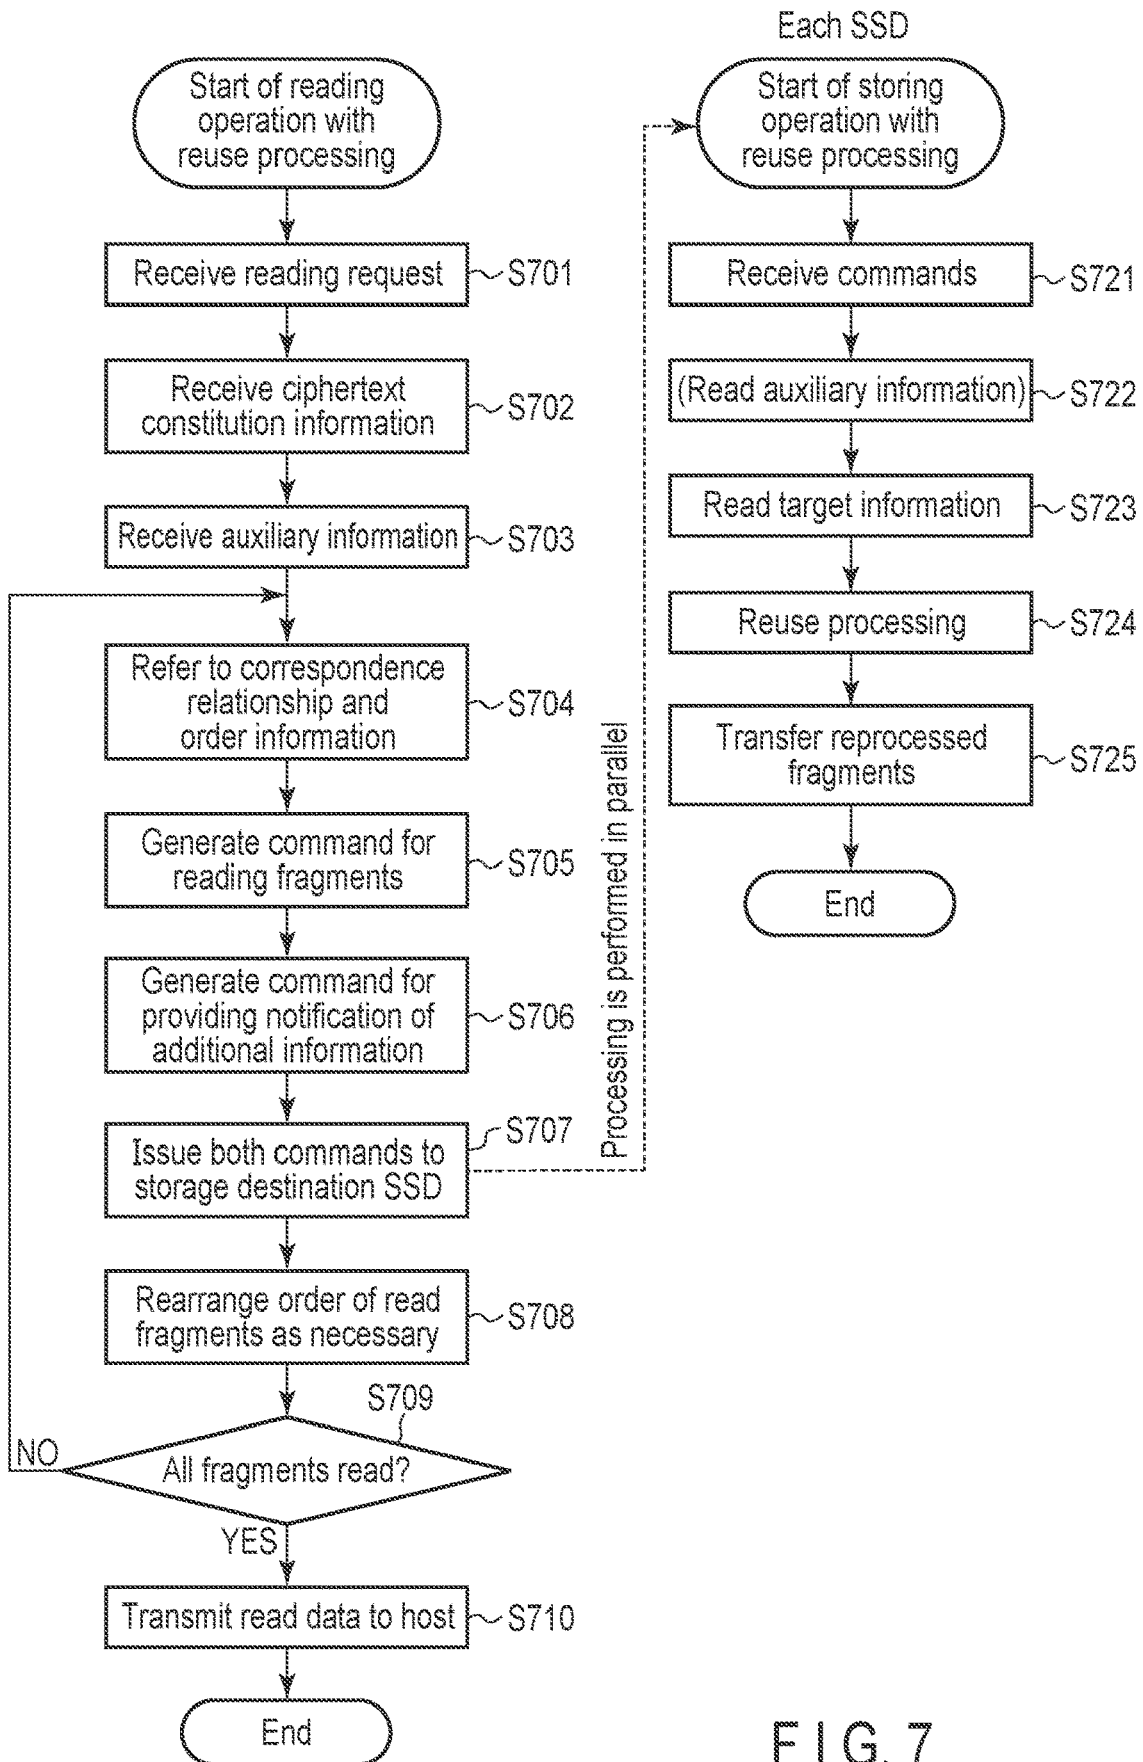 Start of reading
operation with
reuse processing
Receive reading request
S701
Receive ciphertext
constitution information
S702
Receive auxiliary information
S703
Refer to correspondence
relationship and
order information
S704
Generate command for
reading fragments
S705
Generate command for
providing notification of
additional information
S706
Issue both commands to
storage destination SSD
S707
Rearrange order of read
fragments as necessary
S708
S709
All fragments read?
NO
YES
Transmit read data to host
S710
End
Processing is performed in parallel
Each SSD
Start of storing
operation with
reuse processing
Receive commands
S721
(Read auxiliary information)
S722
Read target information
S723
Reuse processing
S724
Transfer reprocessed
fragments
S725
End
FIG. 7